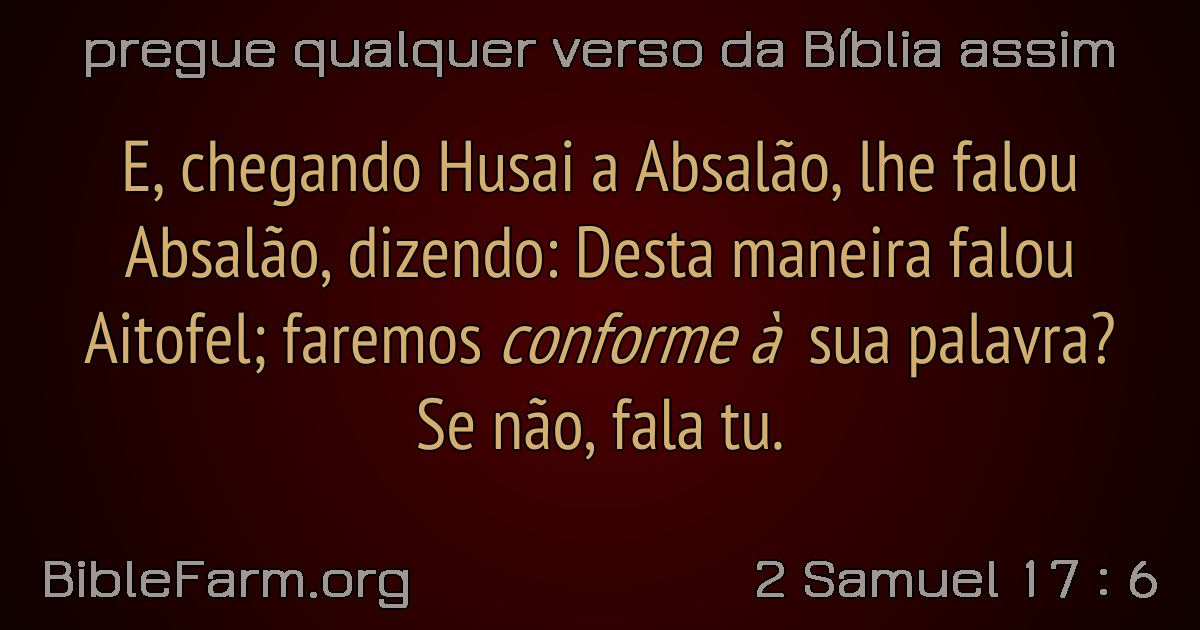 pregue qualquer verso da Bíblia assim
E, chegando Husai a Absalão, lhe falou
Absalão, dizendo: Desta maneira falou
Aitofel; faremos conforme à sua palavra?
Se não, fala tu.
BibleFarm.org
2 Samuel 17 : 6